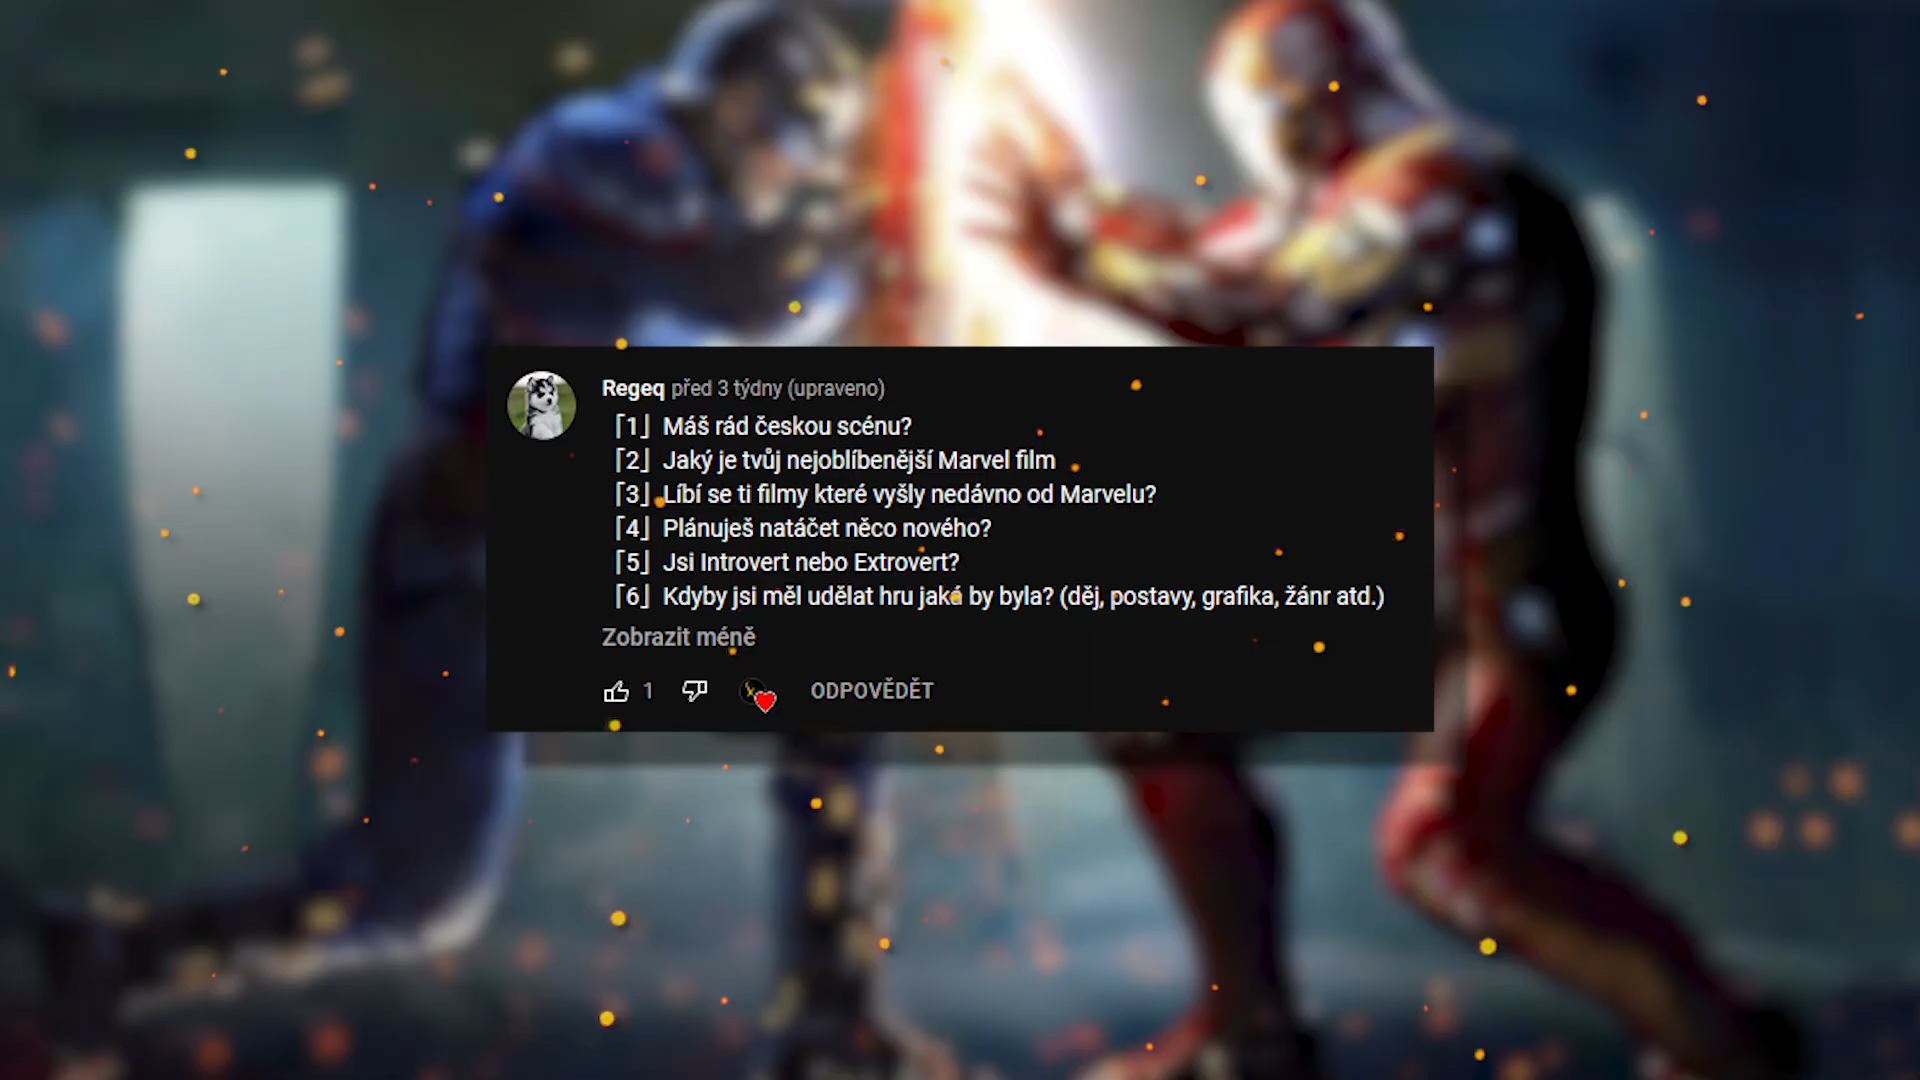 Regeq před 3 týdny (upraveno)
⌈1⌋ Máš rád českou scénu?
⌈2⌋ Jaký je tvůj nejoblíbenější Marvel film
⌈3⌋ Líbí se ti filmy které vyšly nedávno od Marvelu?
⌈4⌋ Plánuješ natáčet něco nového?
⌈5⌋ Jsi Introvert nebo Extrovert?
⌈6⌋ Kdyby jsi měl udělat hru jaká by byla? (děj, postavy, grafika, žánr atd.)
Zobrazit méně
1 ODPOVĚDĚT